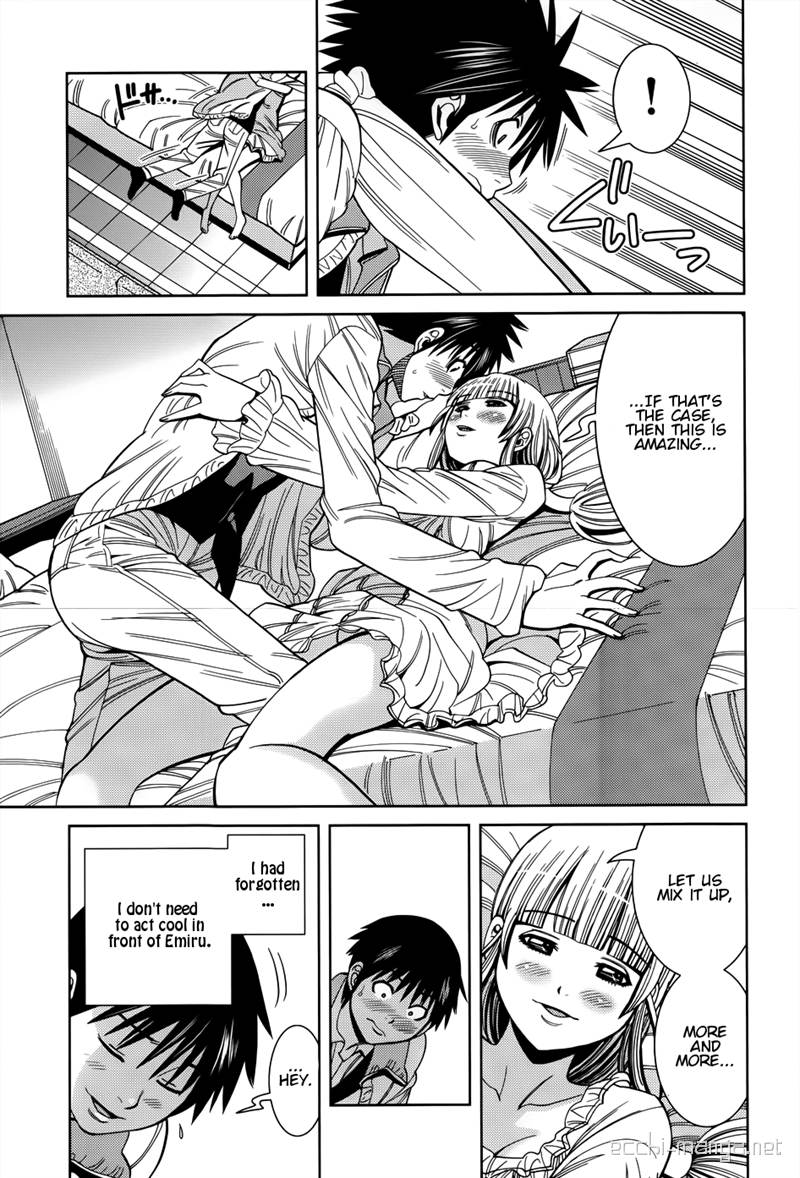 !
ぐいーっ
ドサ...
...IF THAT'S
THE CASE,
THEN THIS IS
AMAZING...
LET US
MIX IT UP,
MORE
AND
MORE...
I had
forgotten
...
I don't need
to act cool in
front of Emiru.
...
HEY.
ecchi-manga.net